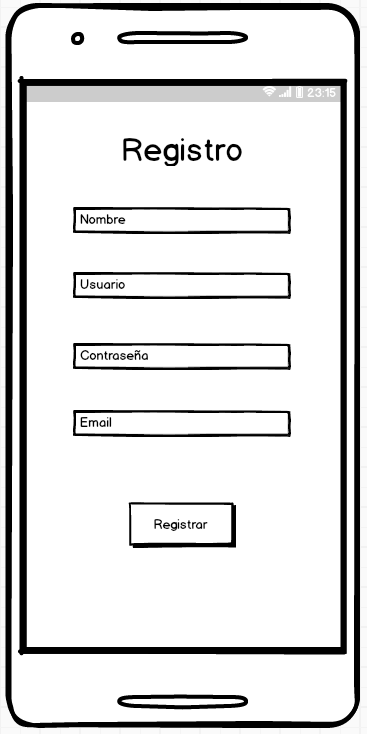 23:15
Registro
Nombre
Usuario
Contraseña
Email
Registrar